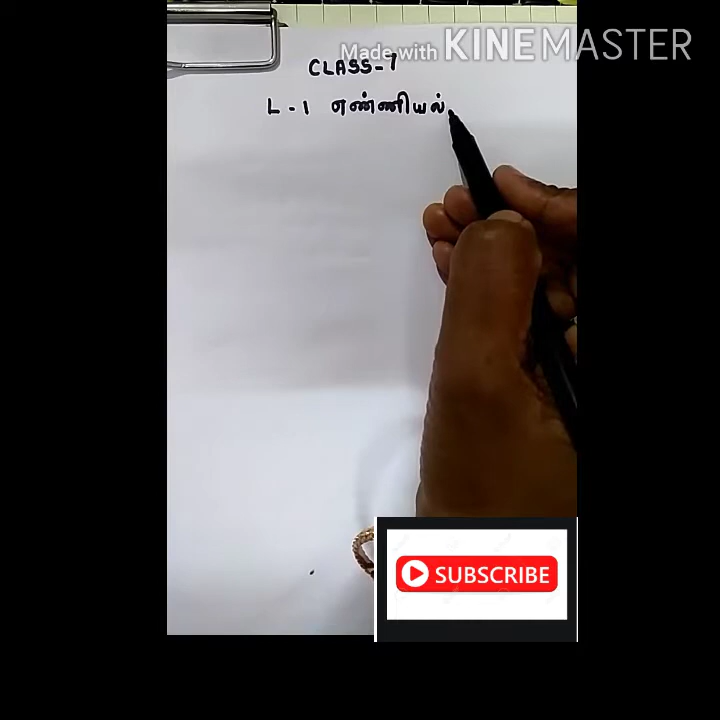 Made with KINEMASTER
CLASS-7
L-1 எண்ணியல்
SUBSCRIBE